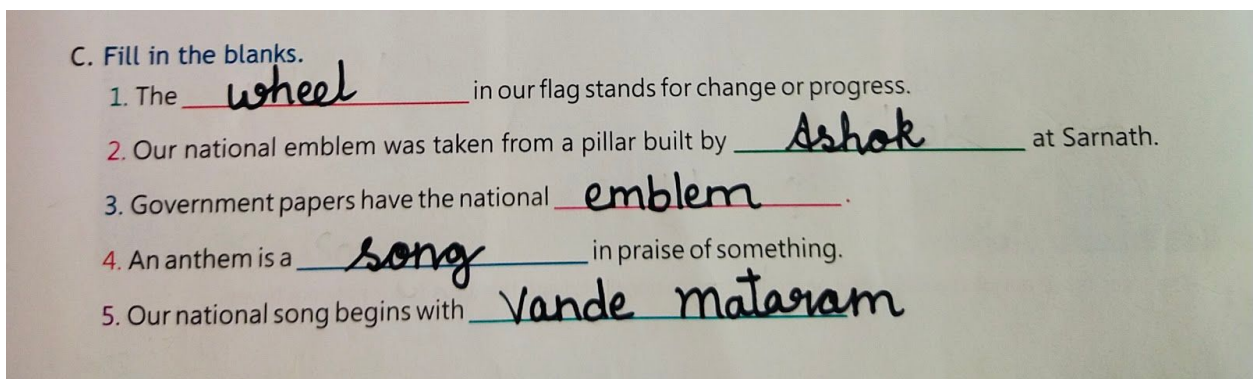 C. Fill in the blanks.
1. The wheel in our flag stands for change or progress.
2. Our national emblem was taken from a pillar built by Ashok at Sarnath.
3. Government papers have the national emblem.
4. An anthem is a song in praise of something.
5. Our national song begins with Vande mataram